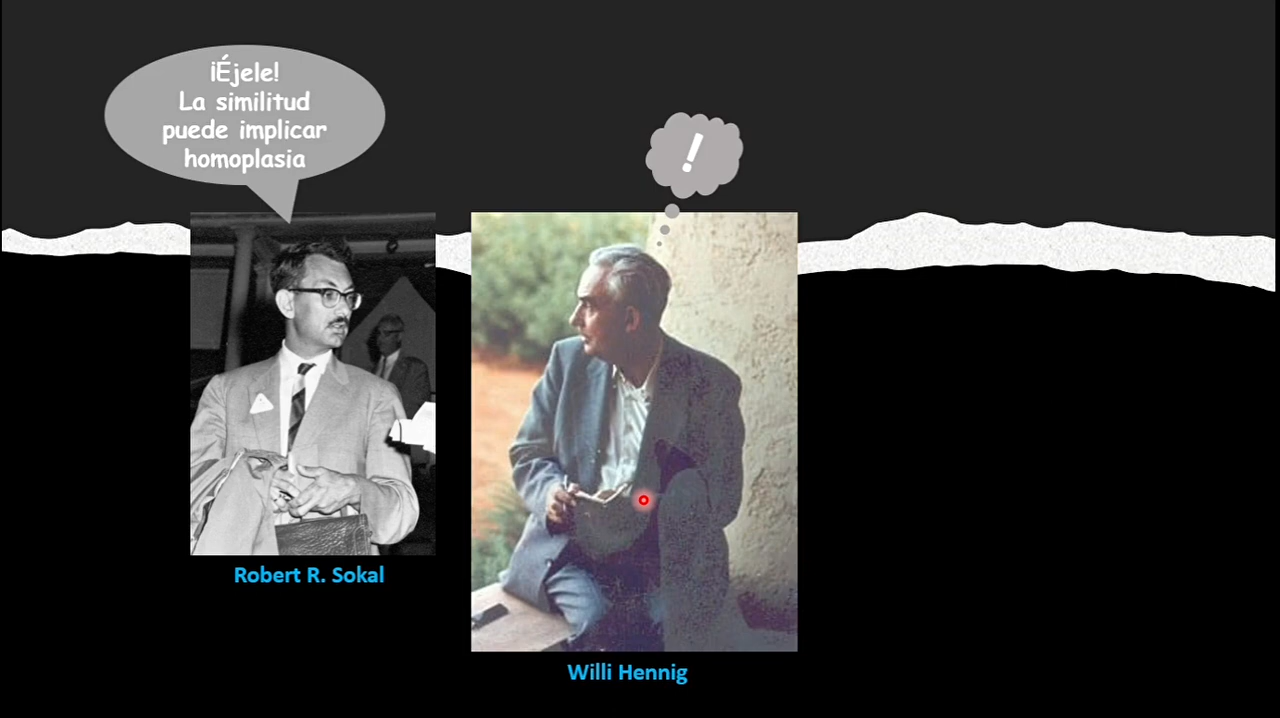 ¡Éjele!
La similitud
puede implicar
homoplasia
!
Robert R. Sokal
Willi Hennig